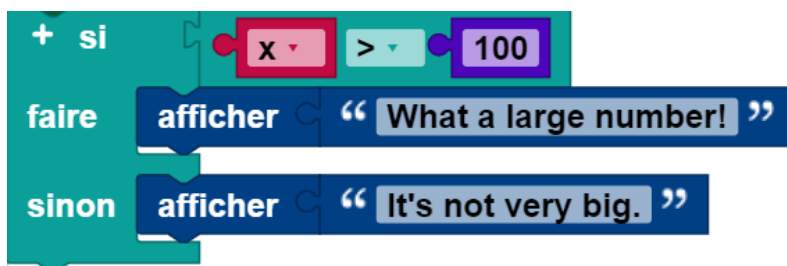 + si x > 100
faire afficher “ What a large number! ”
sinon afficher “ It's not very big. ”